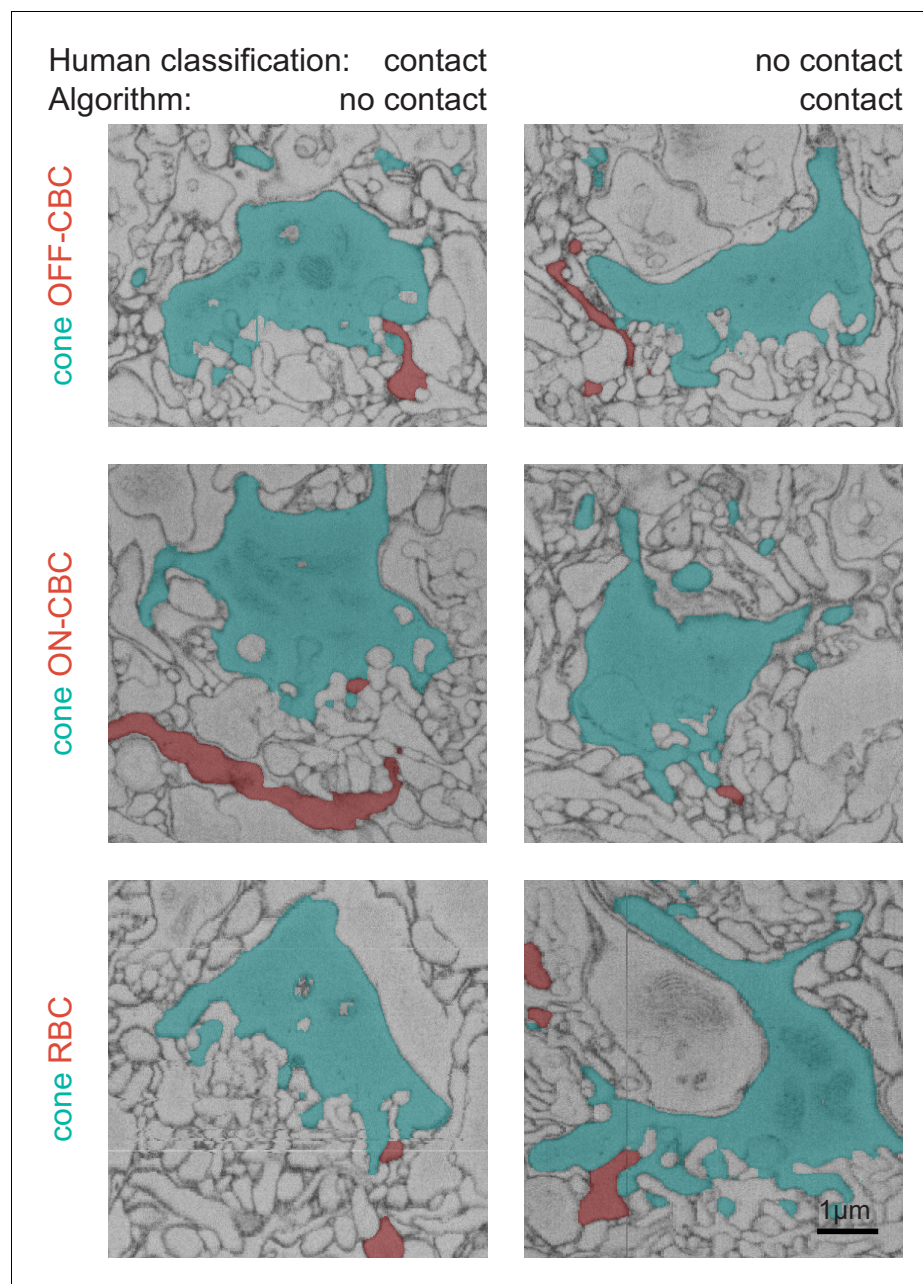 Human classification: contact no contact
Algorithm: no contact contact
cone OFF-CBC
cone ON-CBC
cone RBC
1µm